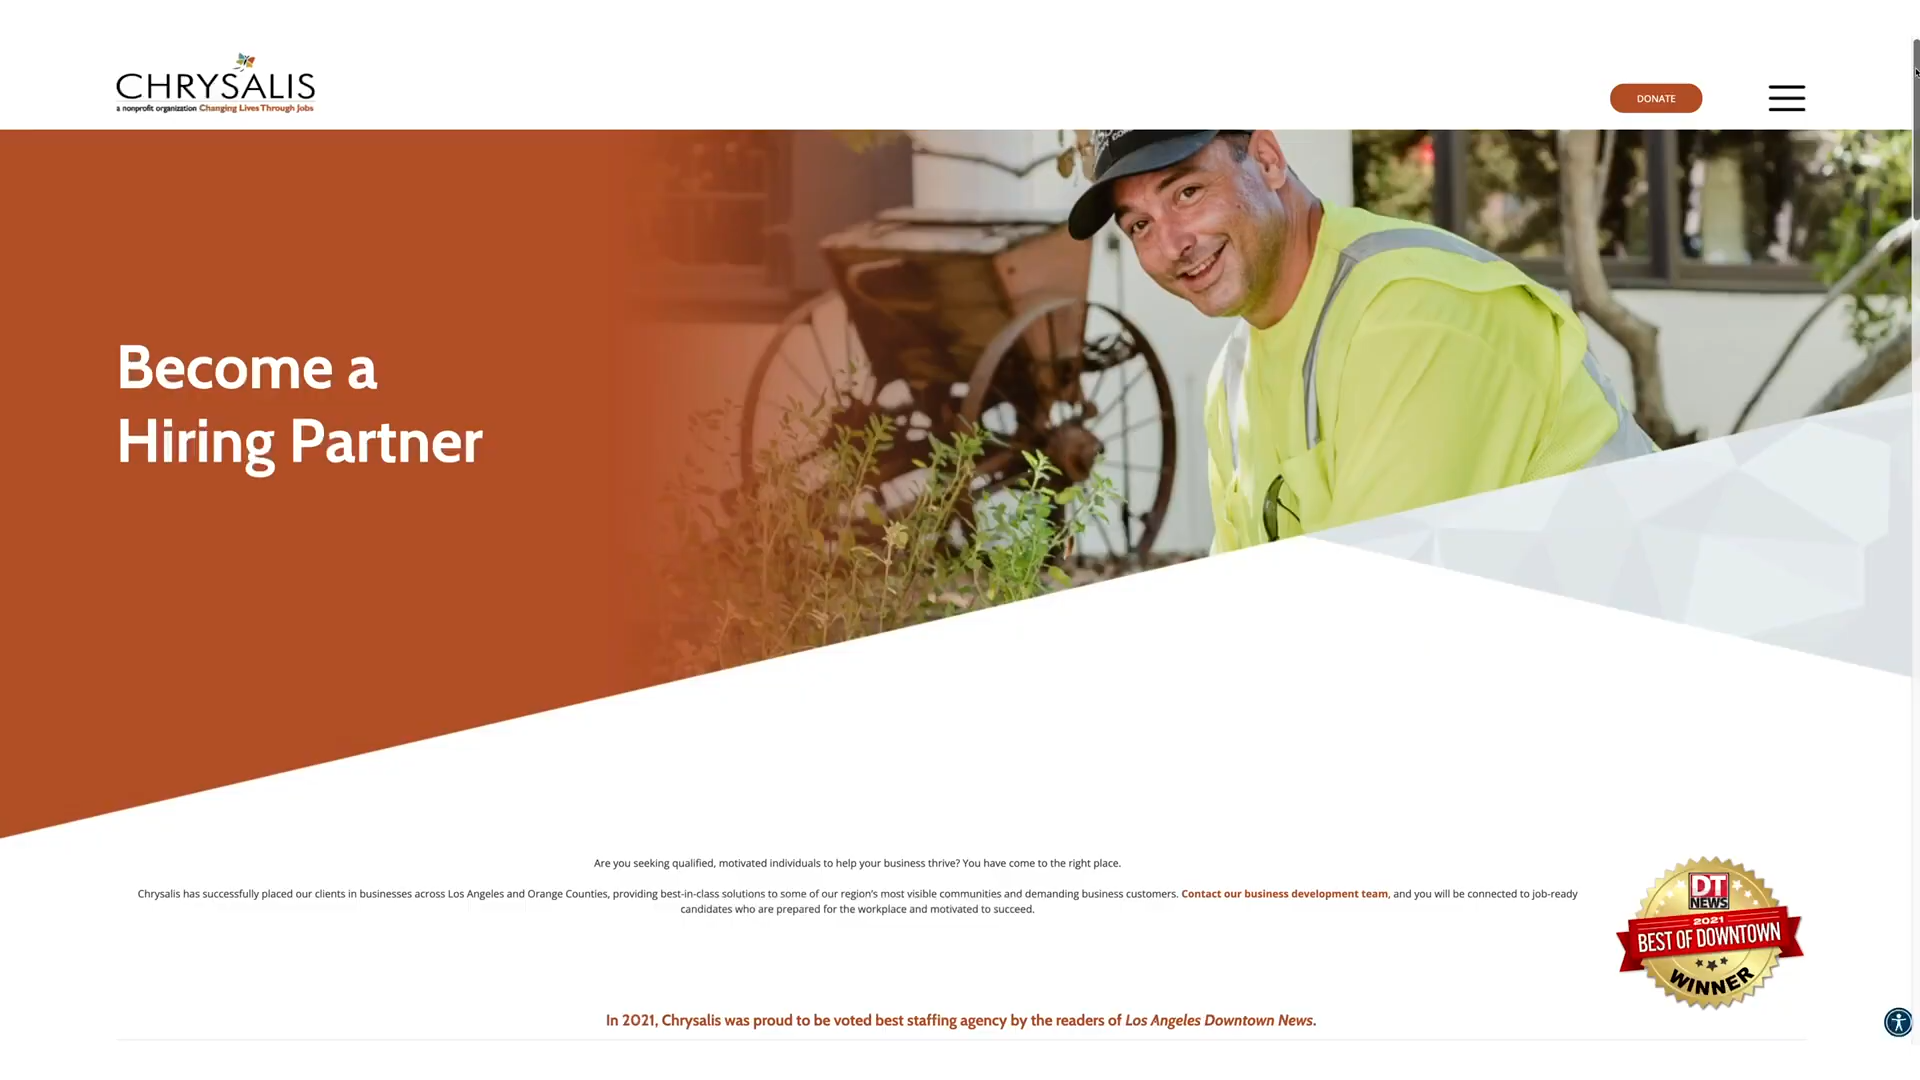 CHRYSALIS
a nonprofit organization Changing Lives Through Jobs
DONATE
Become a
Hiring Partner
Are you seeking qualified, motivated individuals to help your business thrive? You have come to the right place.
Chrysalis has successfully placed our clients in businesses across Los Angeles and Orange Counties, providing best-in-class solutions to some of our region's most visible communities and demanding business customers. Contact our business development team, and you will be connected to job-ready
candidates who are prepared for the workplace and motivated to succeed.
DT
NEWS
2021
BEST OF DOWNTOWN
WINNER
In 2021, Chrysalis was proud to be voted best staffing agency by the readers of Los Angeles Downtown News.